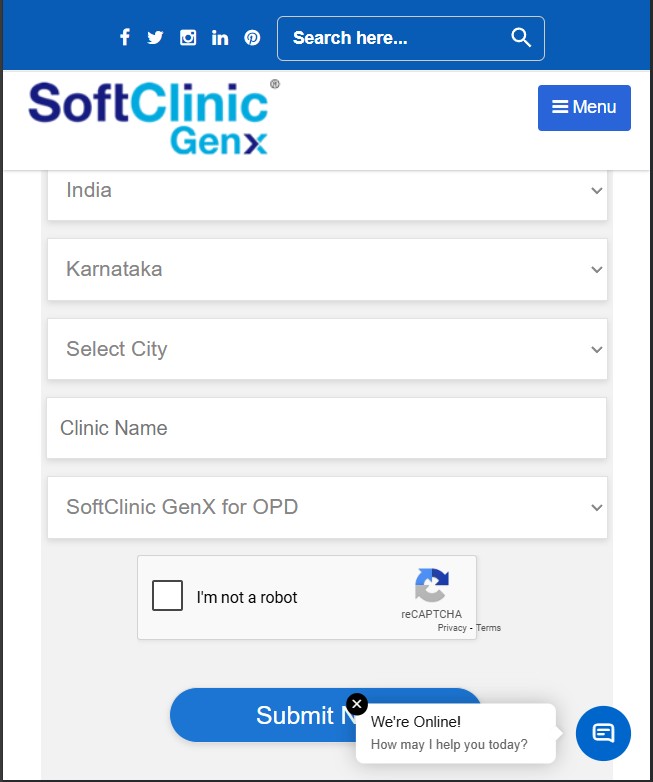 Search here...
SoftClinic®
Genx
Menu
India
Karnataka
Select City
Clinic Name
SoftClinic GenX for OPD
I'm not a robot
reCAPTCHA
Privacy - Terms
Submit
We're Online!
How may I help you today?